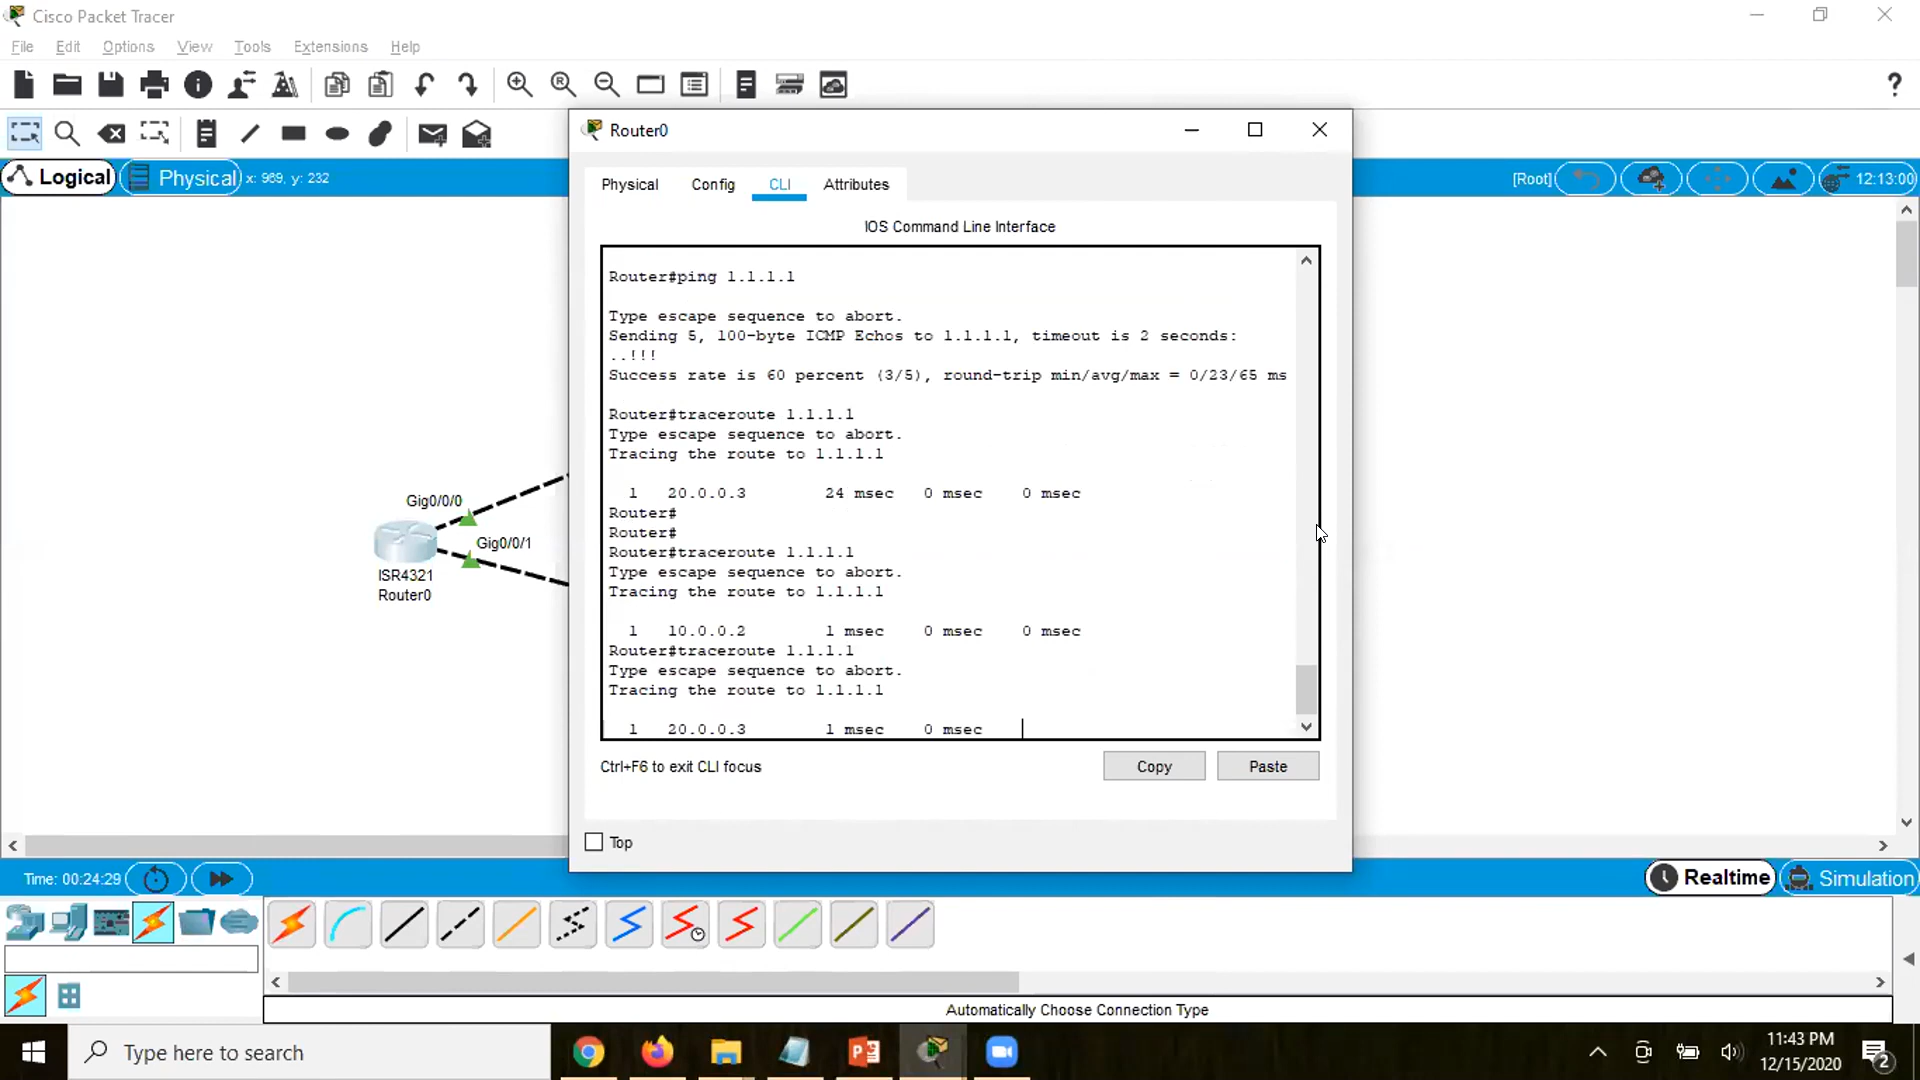 Cisco Packet Tracer
File Edit Options View Tools Extensions Help
Logical
Physical x: 969, y: 232
[Root]
12:13:00
Router0
Physical Config CLI Attributes
IOS Command Line Interface
Router#ping 1.1.1.1
Type escape sequence to abort.
Sending 5, 100-byte ICMP Echos to 1.1.1.1, timeout is 2 seconds:
..!!!
Success rate is 60 percent (3/5), round-trip min/avg/max = 0/23/65 ms
Router#traceroute 1.1.1.1
Type escape sequence to abort.
Tracing the route to 1.1.1.1
1 20.0.0.3 24 msec 0 msec 0 msec
Router#
Router#
Router#traceroute 1.1.1.1
Type escape sequence to abort.
Tracing the route to 1.1.1.1
1 10.0.0.2 1 msec 0 msec 0 msec
Router#traceroute 1.1.1.1
Type escape sequence to abort.
Tracing the route to 1.1.1.1
1 20.0.0.3 1 msec 0 msec
Ctrl+F6 to exit CLI focus
Copy
Paste
Top
Gig0/0/0
Gig0/0/1
ISR4321
Router0
Time: 00:24:29
Realtime
Simulation
Automatically Choose Connection Type
Type here to search
11:43 PM
12/15/2020
2